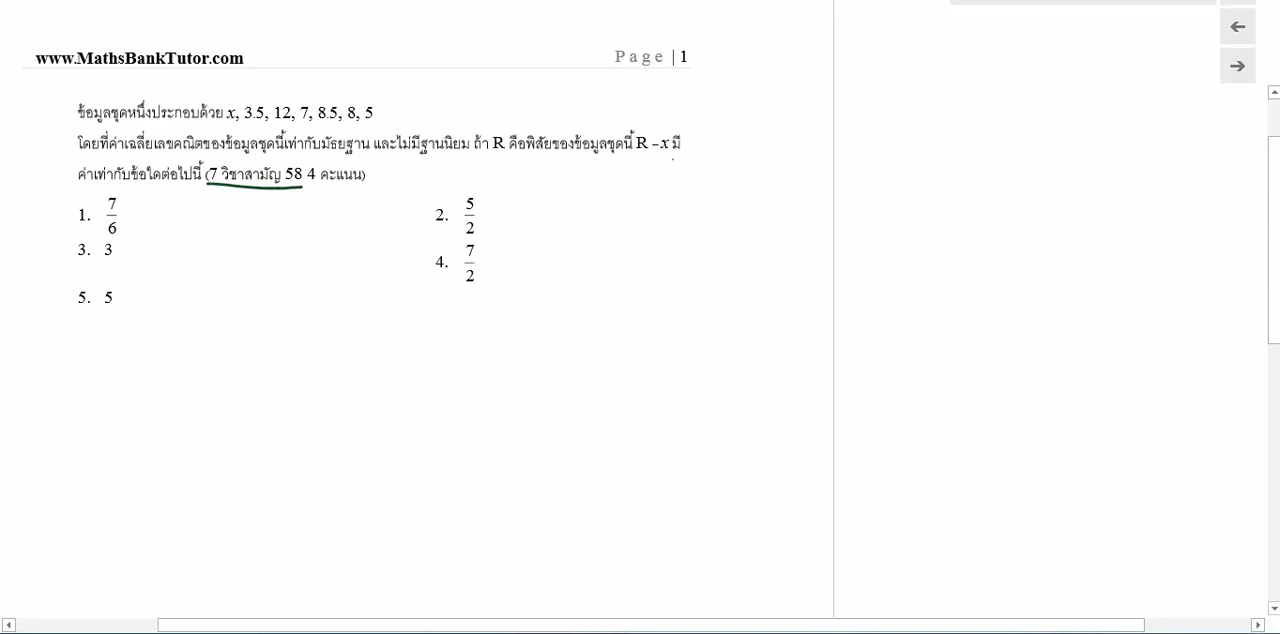 www.MathsBankTutor.com
Page | 1
ข้อมูลชุดหนึ่งประกอบด้วย x, 3.5, 12, 7, 8.5, 8, 5
โดยที่ค่าเฉลี่ยเลขคณิตของข้อมูลชุดนี้เท่ากับมัธยฐาน และไม่มีฐานนิยม ถ้า R คือพิสัยของข้อมูลชุดนี้ R – x มี
ค่าเท่ากับข้อใดต่อไปนี้ (7 วิชาสามัญ 58 4 คะแนน)
1. 7/6
2. 5/2
3. 3
4. 7/2
5. 5